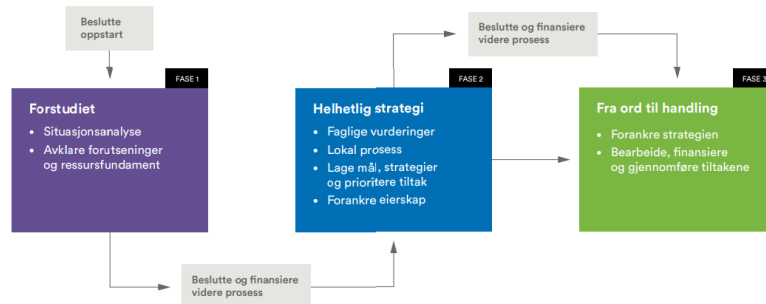 Beslutte
oppstart
FASE 1
Forstudiet
• Situasjonsanalyse
• Avklare forutseninger
og ressursfundament
Beslutte og finansiere
videre prosess
FASE 2
Helhetlig strategi
• Faglige vurderinger
• Lokal prosess
• Lage mål, strategier
og prioritere tiltak
• Forankre eierskap
Beslutte og finansiere
videre prosess
FASE 3
Fra ord til handling
• Forankre strategien
• Bearbeide, finansiere
og gjennomføre tiltakene